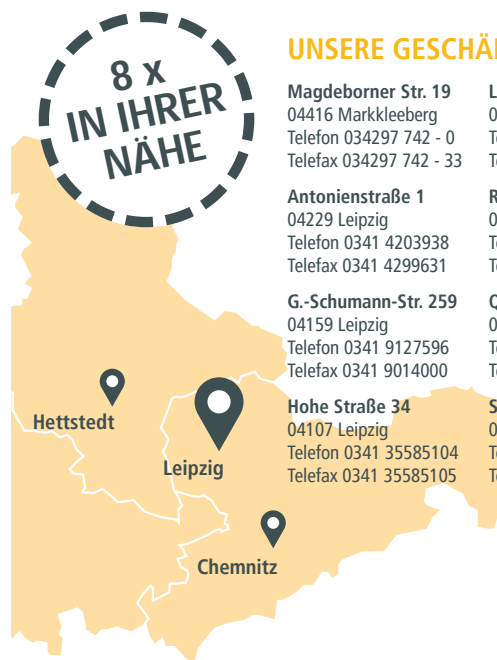 8 x
IN IHRER
NÄHE
UNSERE GESCHÄ
Magdeborner Str. 19
04416 Markkleeberg
Telefon 034297 742 - 0
Telefax 034297 742 - 33
Antonienstraße 1
04229 Leipzig
Telefon 0341 4203938
Telefax 0341 4299631
G.-Schumann-Str. 259
04159 Leipzig
Telefon 0341 9127596
Telefax 0341 9014000
Hohe Straße 34
04107 Leipzig
Telefon 0341 35585104
Telefax 0341 35585105
Hettstedt
Leipzig
Chemnitz